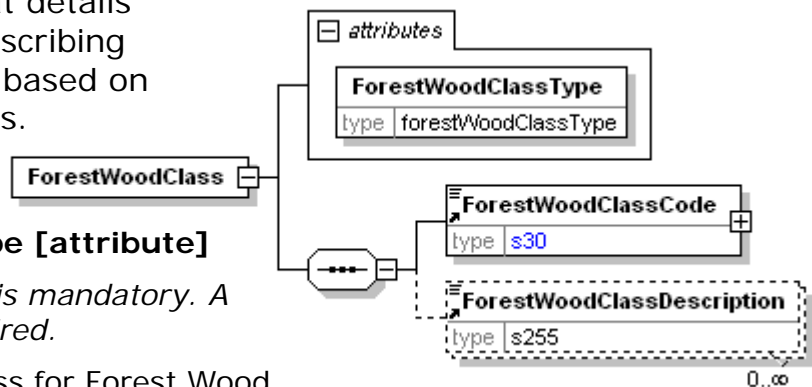 t details
scribing
based on
s.
pe [attribute]
is mandatory. A
red.
ss for Forest Wood
attributes
ForestWoodClassType
type forestWoodClassType
ForestWoodClass
ForestWoodClassCode
type s30
ForestWoodClassDescription
type s255
0..∞